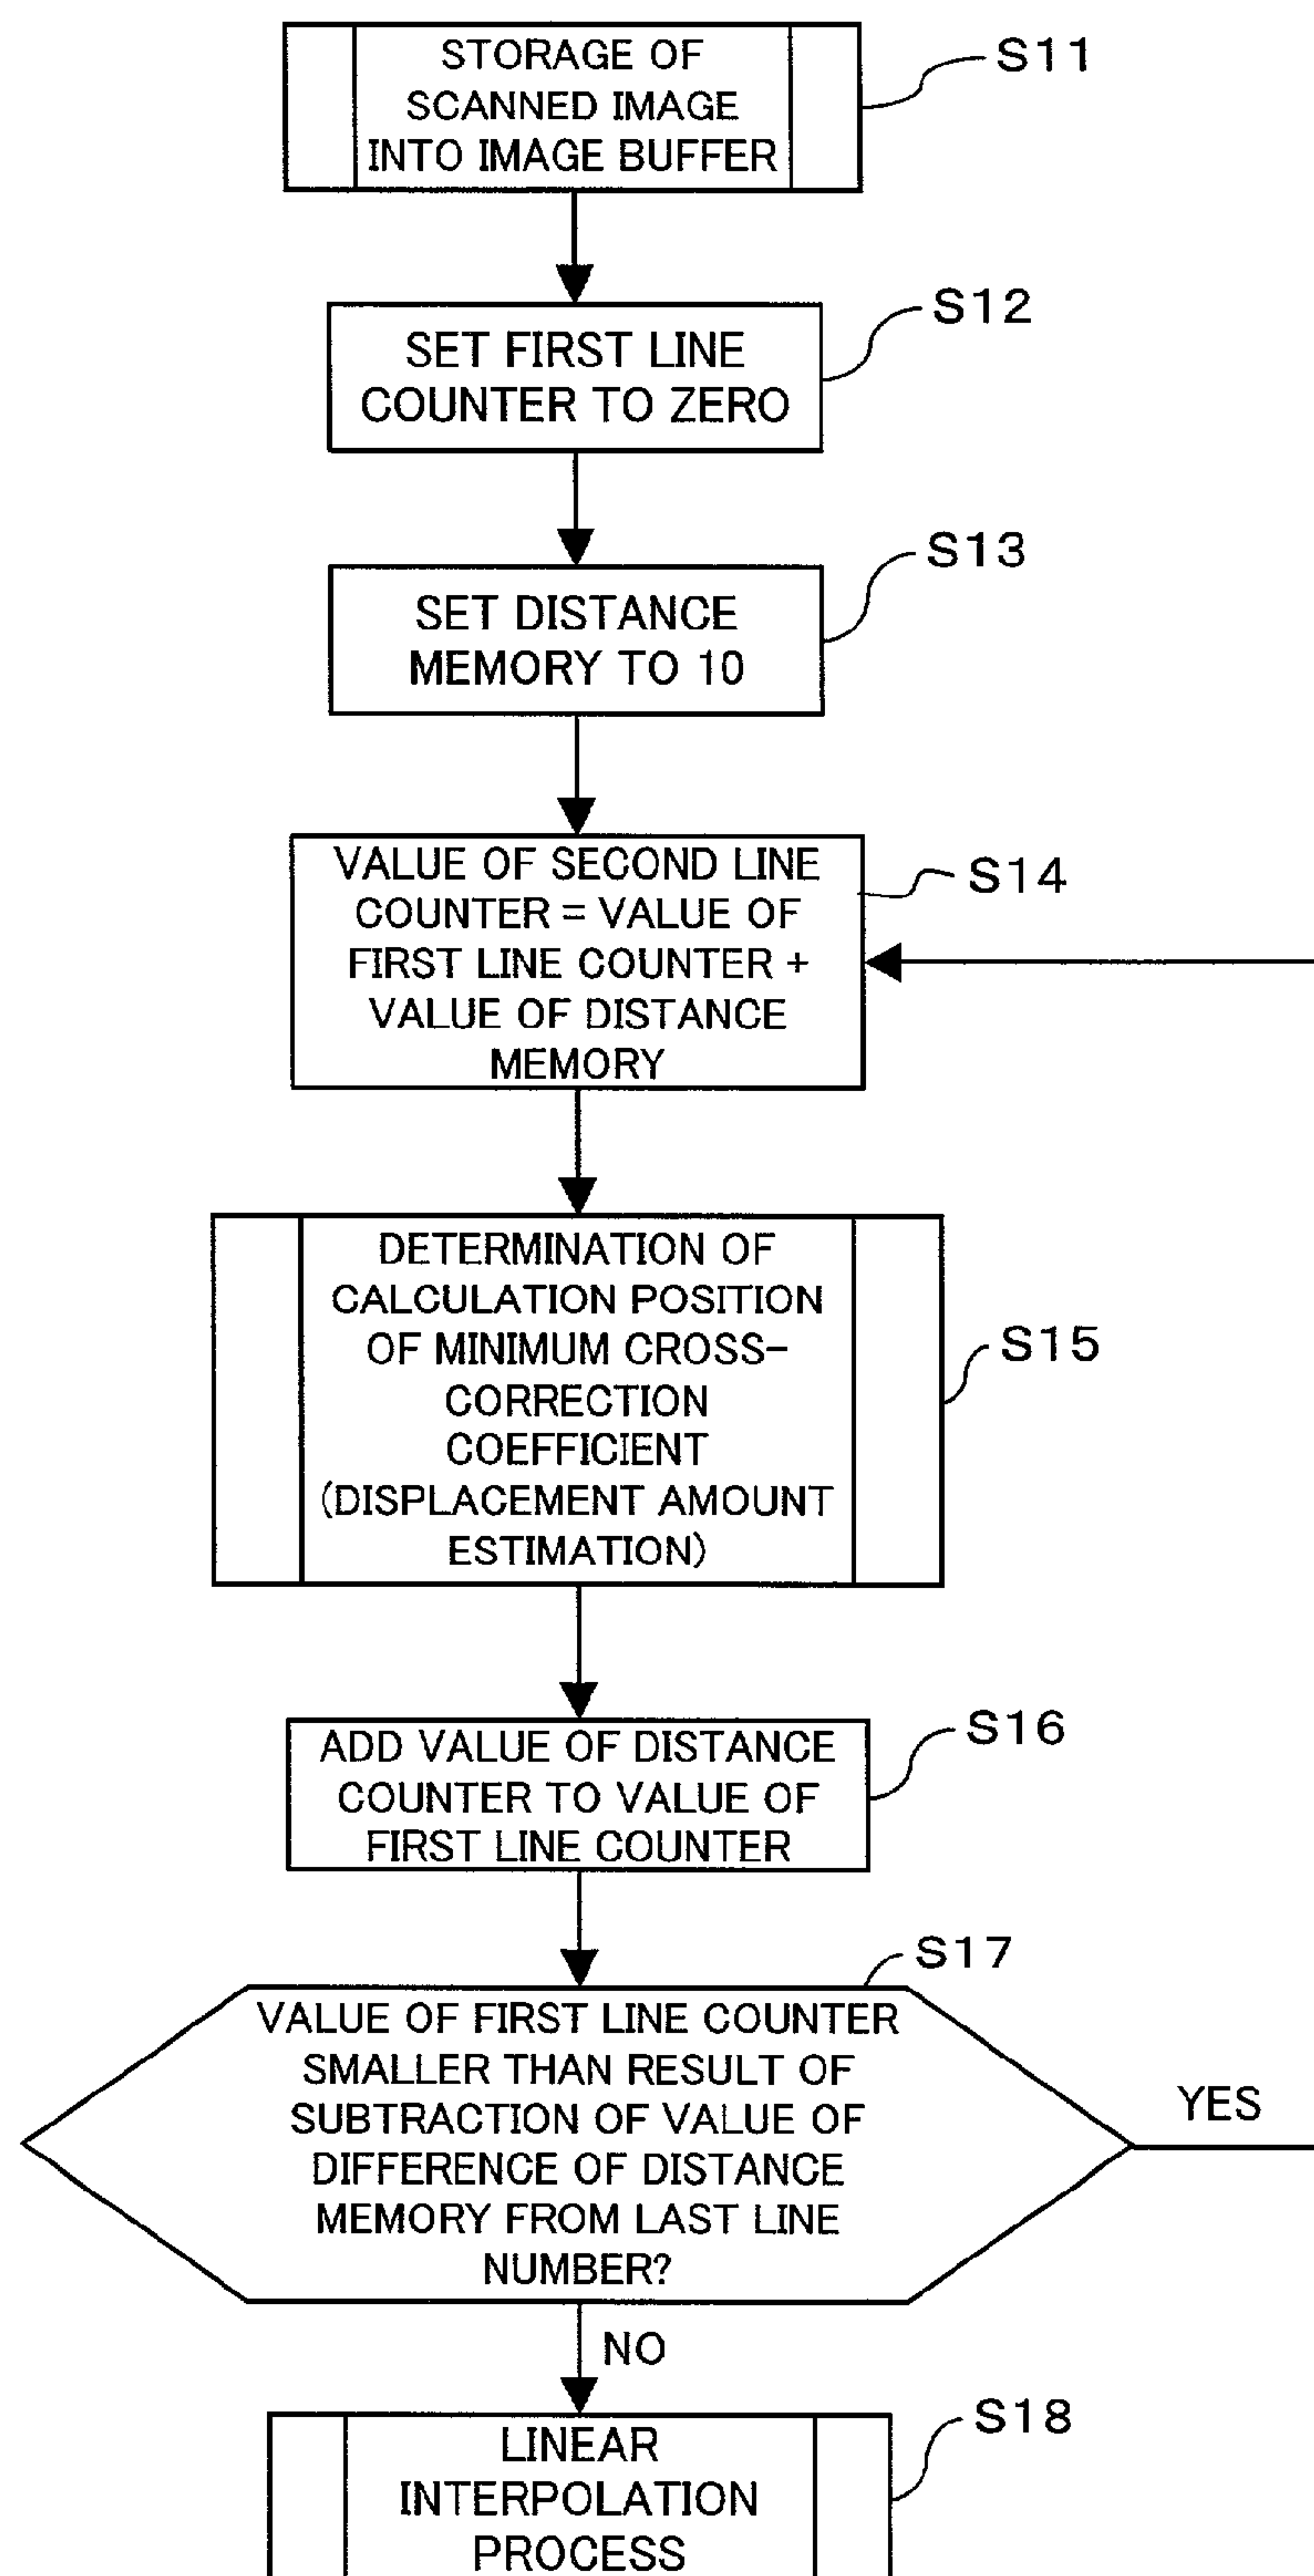 STORAGE OF
SCANNED IMAGE
INTO IMAGE BUFFER
S11
SET FIRST LINE
COUNTER TO ZERO
S12
SET DISTANCE
MEMORY TO 10
S13
VALUE OF SECOND LINE
COUNTER = VALUE OF
FIRST LINE COUNTER +
VALUE OF DISTANCE
MEMORY
S14
DETERMINATION OF
CALCULATION POSITION
OF MINIMUM CROSS-
CORRECTION
COEFFICIENT
(DISPLACEMENT AMOUNT
ESTIMATION)
S15
ADD VALUE OF DISTANCE
COUNTER TO VALUE OF
FIRST LINE COUNTER
S16
S17
VALUE OF FIRST LINE COUNTER
SMALLER THAN RESULT OF
SUBTRACTION OF VALUE OF
DIFFERENCE OF DISTANCE
MEMORY FROM LAST LINE
NUMBER?
YES
NO
LINEAR
INTERPOLATION
PROCESS
S18